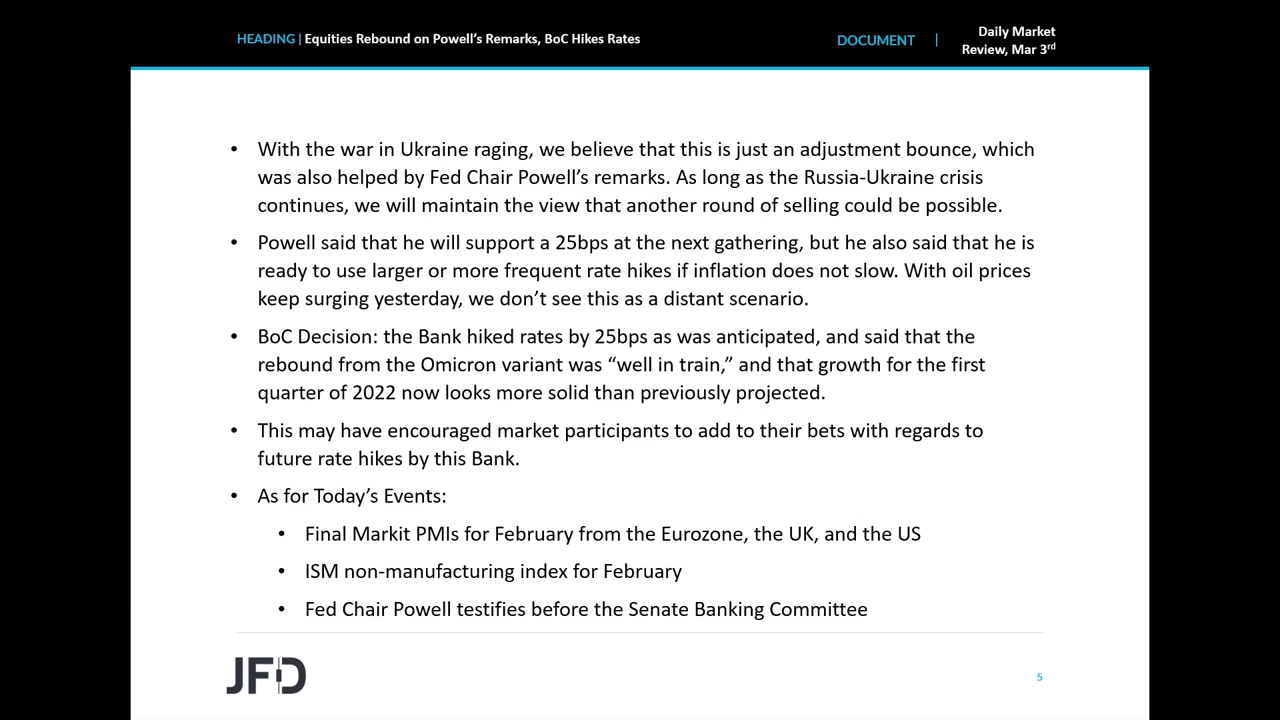 HEADING | Equities Rebound on Powell’s Remarks, BoC Hikes Rates
DOCUMENT |
Daily Market
Review, Mar 3rd
• With the war in Ukraine raging, we believe that this is just an adjustment bounce, which
was also helped by Fed Chair Powell’s remarks. As long as the Russia-Ukraine crisis
continues, we will maintain the view that another round of selling could be possible.
• Powell said that he will support a 25bps at the next gathering, but he also said that he is
ready to use larger or more frequent rate hikes if inflation does not slow. With oil prices
keep surging yesterday, we don’t see this as a distant scenario.
• BoC Decision: the Bank hiked rates by 25bps as was anticipated, and said that the
rebound from the Omicron variant was “well in train,” and that growth for the first
quarter of 2022 now looks more solid than previously projected.
• This may have encouraged market participants to add to their bets with regards to
future rate hikes by this Bank.
• As for Today’s Events:
• Final Markit PMIs for February from the Eurozone, the UK, and the US
• ISM non-manufacturing index for February
• Fed Chair Powell testifies before the Senate Banking Committee
JFD
5